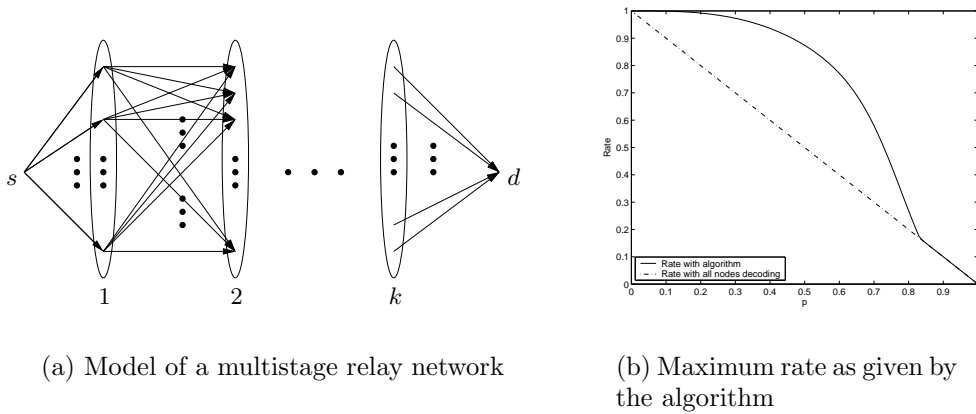 s
d
1
2
k
1
0.9
0.8
0.7
0.6
0.5
0.4
0.3
0.2
0.1
0
Rate
Rate with algorithm
Rate with all nodes decoding
0 0.1 0.2 0.3 0.4 0.5 0.6 0.7 0.8 0.9
p
(a) Model of a multistage relay network
(b) Maximum rate as given by
the algorithm